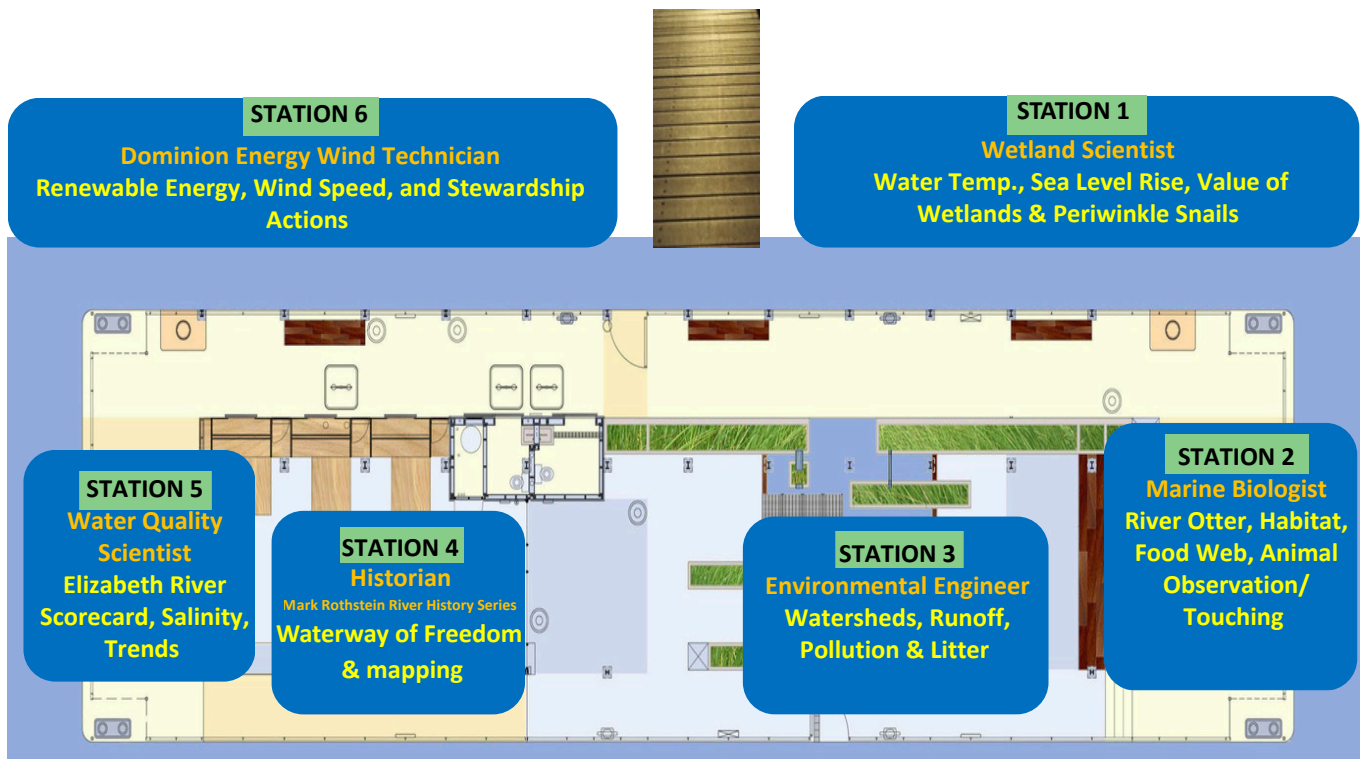 STATION 6
Dominion Energy Wind Technician
Renewable Energy, Wind Speed, and Stewardship
Actions
STATION 1
Wetland Scientist
Water Temp., Sea Level Rise, Value of
Wetlands & Periwinkle Snails
STATION 2
Marine Biologist
River Otter, Habitat,
Food Web, Animal
Observation/
Touching
STATION 3
Environmental Engineer
Watersheds, Runoff,
Pollution & Litter
STATION 4
Historian
Mark Rothstein River History Series
Waterway of Freedom
& mapping
STATION 5
Water Quality
Scientist
Elizabeth River
Scorecard, Salinity,
Trends